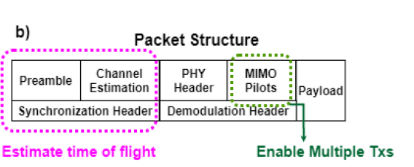 b)
Packet Structure
Preamble
Channel
Estimation
PHY
Header
MIMO
Pilots
Payload
Synchronization Header
Demodulation Header
Estimate time of flight
Enable Multiple Txs